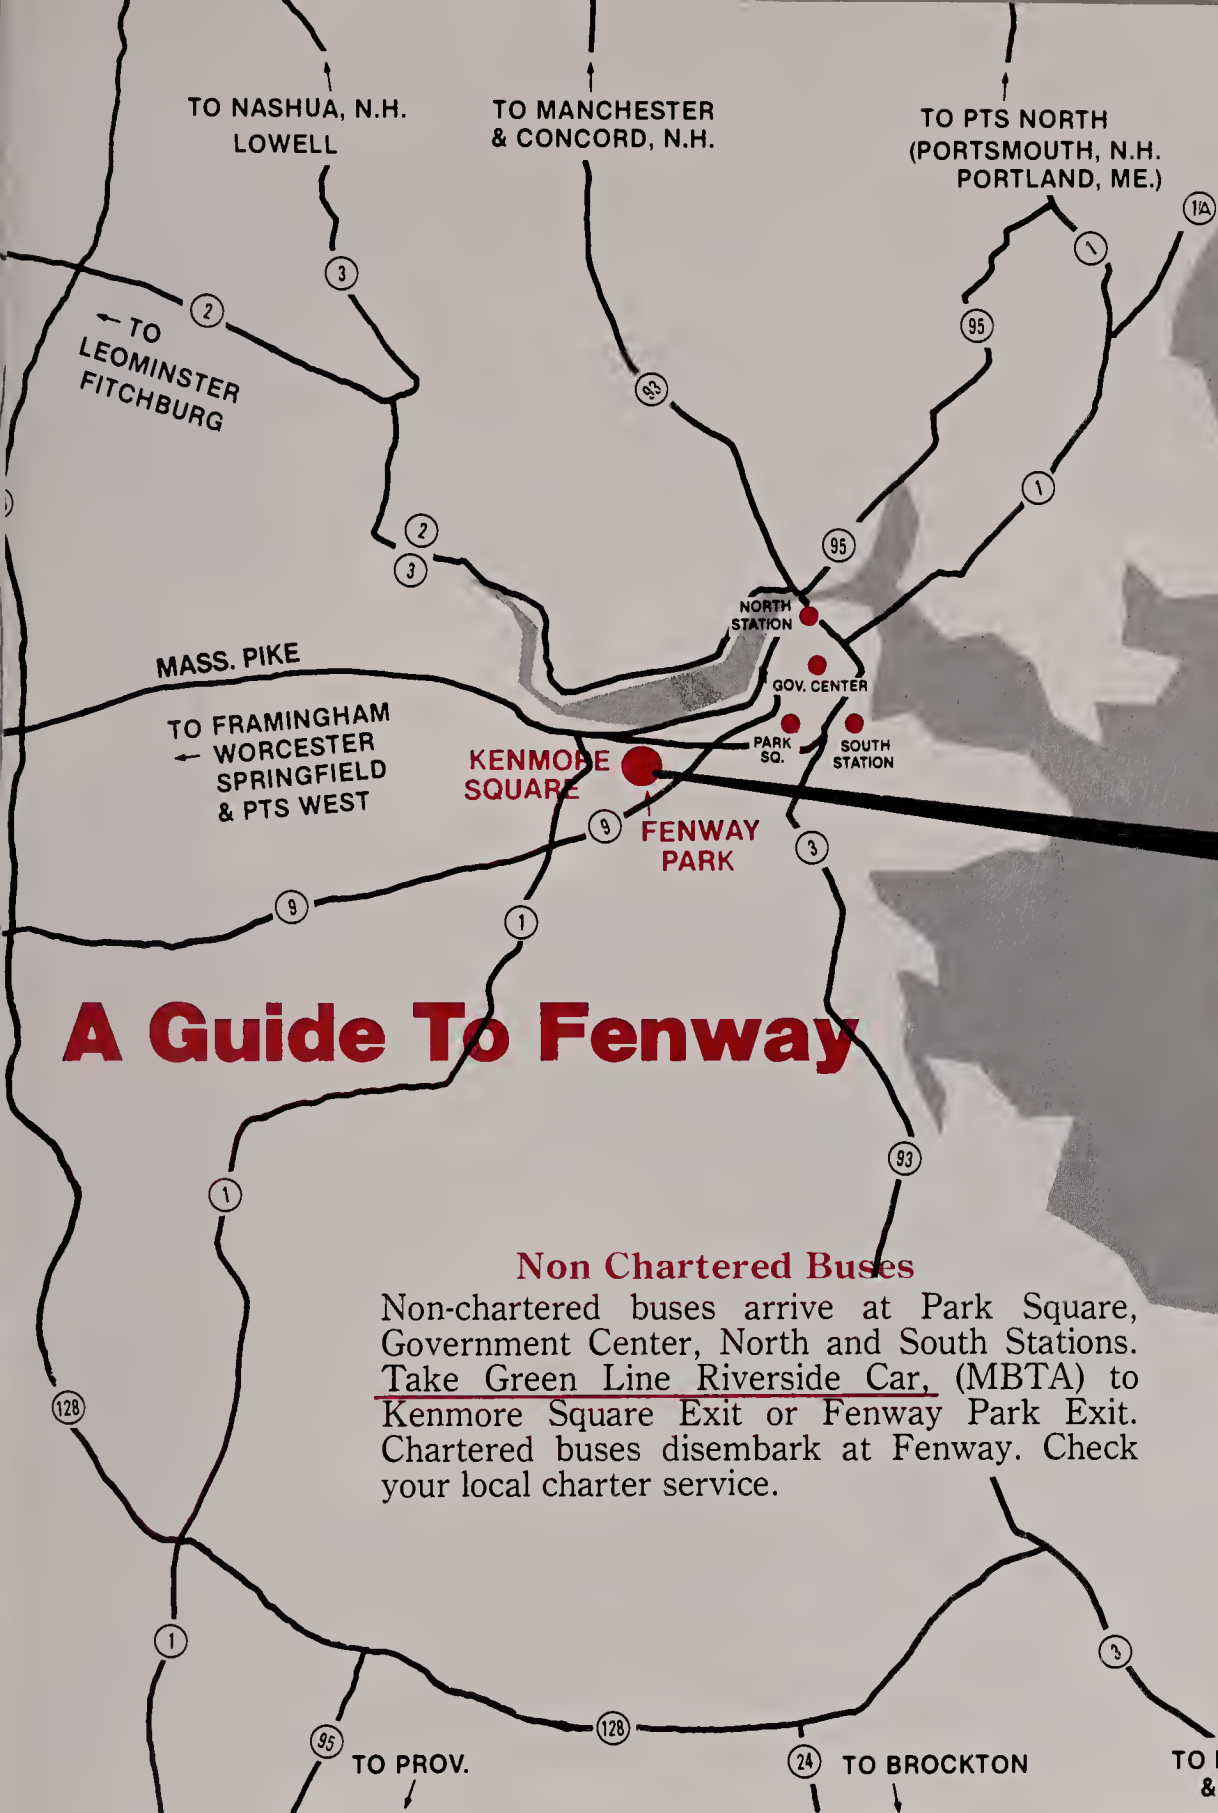 TO NASHUA, N.H.
LOWELL
TO MANCHESTER
& CONCORD, N.H.
TO PTS NORTH
(PORTSMOUTH, N.H.
PORTLAND, ME.)
1A
1
3
2
← TO
LEOMINSTER
FITCHBURG
95
93
1
2
3
95
NORTH
STATION
MASS. PIKE
GOV. CENTER
TO FRAMINGHAM
← WORCESTER
SPRINGFIELD
& PTS WEST
PARK
SQ.
SOUTH
STATION
KENMORE
SQUARE
FENWAY
PARK
9
3
9
1
A Guide To Fenway
93
1
Non Chartered Buses
Non-chartered buses arrive at Park Square,
Government Center, North and South Stations.
Take Green Line Riverside Car, (MBTA) to
Kenmore Square Exit or Fenway Park Exit.
Chartered buses disembark at Fenway. Check
your local charter service.
128
1
3
128
95
TO PROV.
24
TO BROCKTON
TO
&